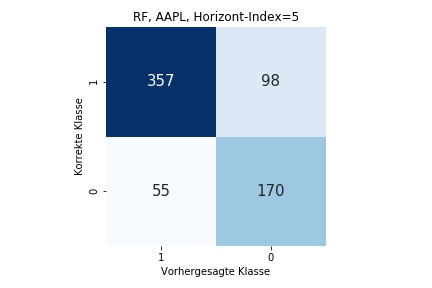 RF, AAPL, Horizont-Index=5
Korrekte Klasse
1
357
98
0
55
170
1
0
Vorhergesagte Klasse